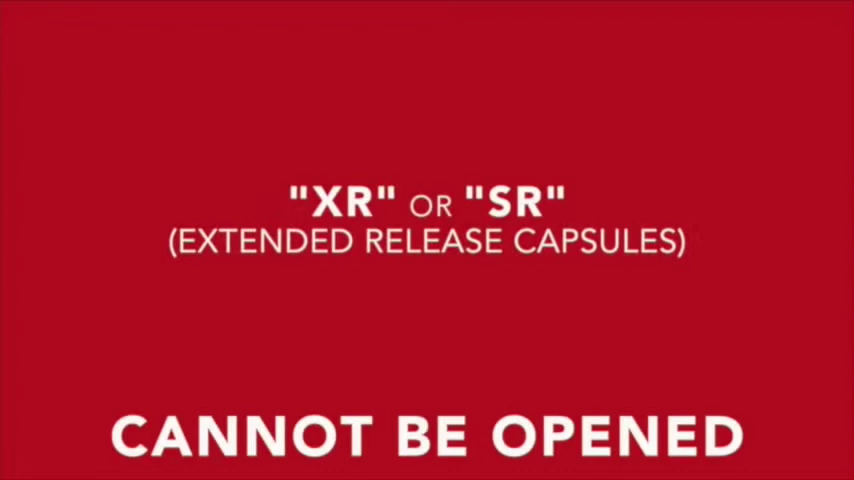 "XR" OR "SR"
(EXTENDED RELEASE CAPSULES)
CANNOT BE OPENED